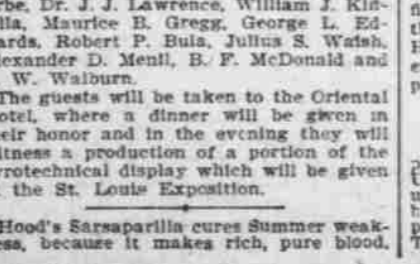 rbe, Dr. J. J. Lawrence, William J. Kid-
lla, Maurice B. Gregg, George L. Ed-
ards, Robert P. Bula, Julius S. Walsh,
lexander D. Menil, B. F. McDonald and
. W. Walburn.
The guests will be taken to the Oriental
otel, where a dinner will be given in
eir honor and in the evening they will
itness a production of a portion of the
yrotechnical display which will be given
the St. Louis Exposition.
Hood's Sarsaparilla cures Summer weak-
ess, because it makes rich, pure blood.